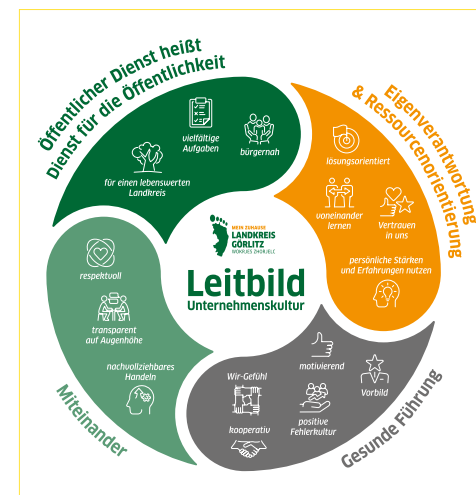 Öffentlicher Dienst heißt
Dienst für die Öffentlichkeit
vielfältige
Aufgaben
bürgernah
für einen lebenswerten
Landkreis
Eigenverantwortung
& Ressourcenorientierung
lösungsorientiert
voneinander
lernen
Vertrauen
in uns
persönliche Stärken
und Erfahrungen nutzen
MEIN ZUHAUSE
LANDKREIS
GÖRLITZ
WOKRJES ZHORJELC
Leitbild
Unternehmenskultur
respektvoll
transparent
auf Augenhöhe
nachvollziehbares
Handeln
Miteinander
Wir-Gefühl
motivierend
Vorbild
kooperativ
positive
Fehlerkultur
Gesunde Führung